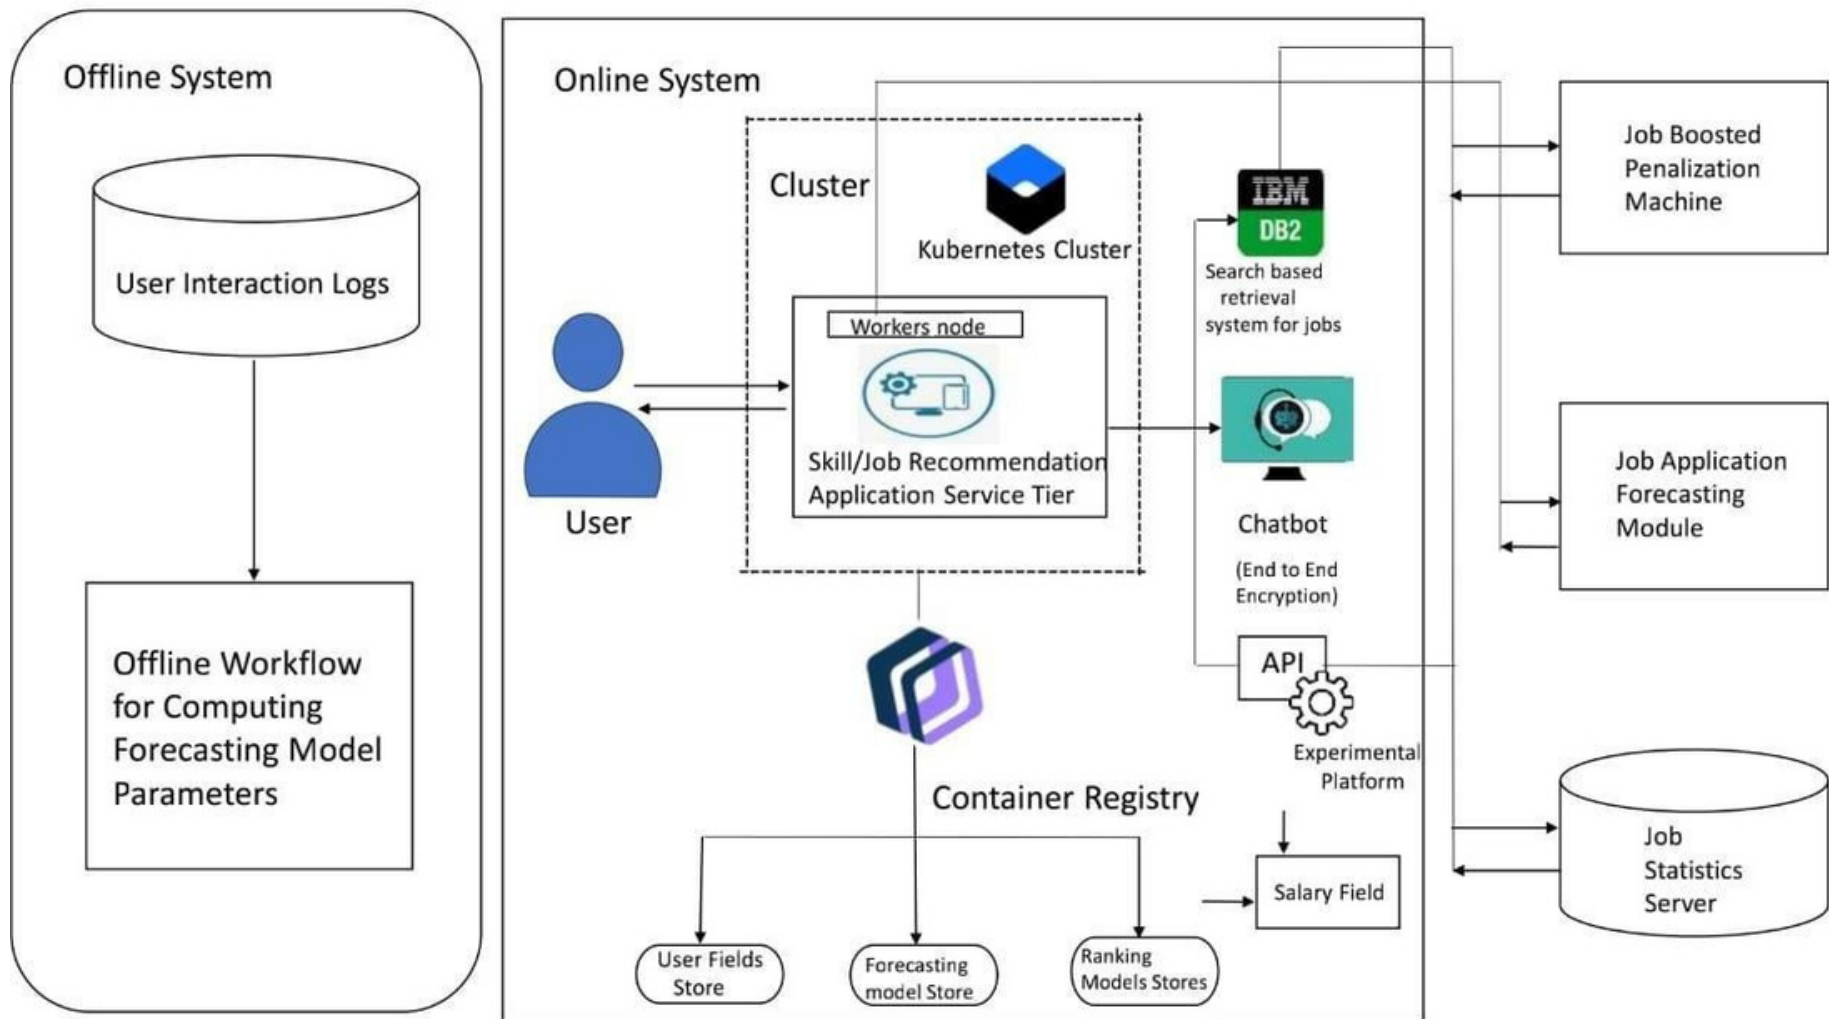 Offline System
User Interaction Logs
Offline Workflow
for Computing
Forecasting Model
Parameters
Online System
Cluster
Kubernetes Cluster
Workers node
Skill/Job Recommendation
Application Service Tier
User
Container Registry
User Fields
Store
Forecasting
model Store
Ranking
Models Stores
IBM
DB2
Search based
retrieval
system for jobs
Chatbot
(End to End
Encryption)
API
Experimental
Platform
Salary Field
Job Boosted
Penalization
Machine
Job Application
Forecasting
Module
Job
Statistics
Server